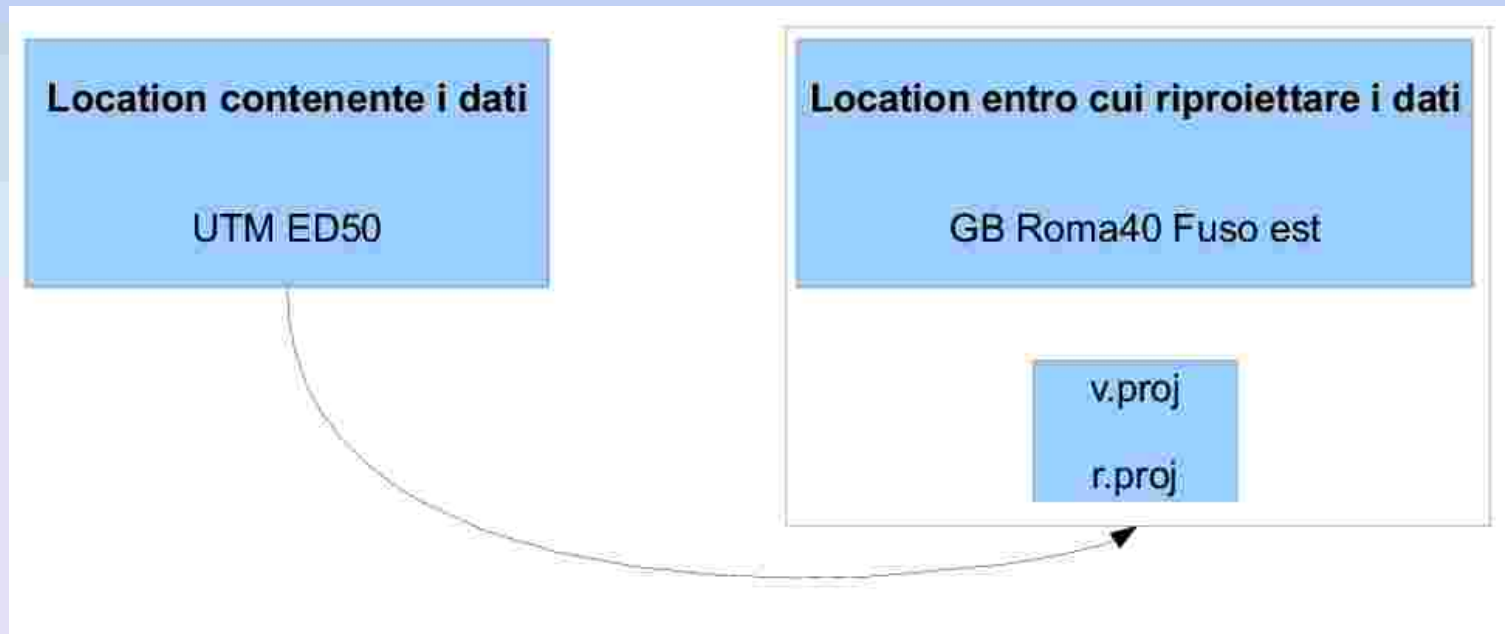 Location contenente i dati
UTM ED50
Location entro cui riproiettare i dati
GB Roma40 Fuso est
v.proj
r.proj